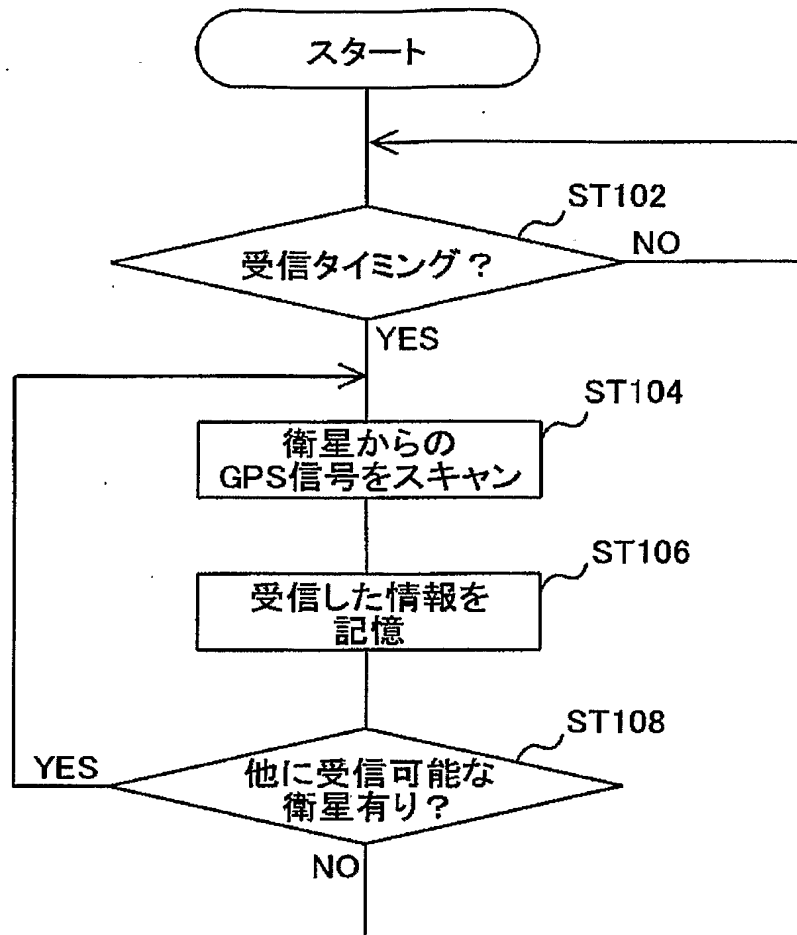 スタート
ST102
受信タイミング？
NO
YES
ST104
衛星からの
GPS信号をスキャン
ST106
受信した情報を
記憶
ST108
YES
他に受信可能な
衛星有り？
NO